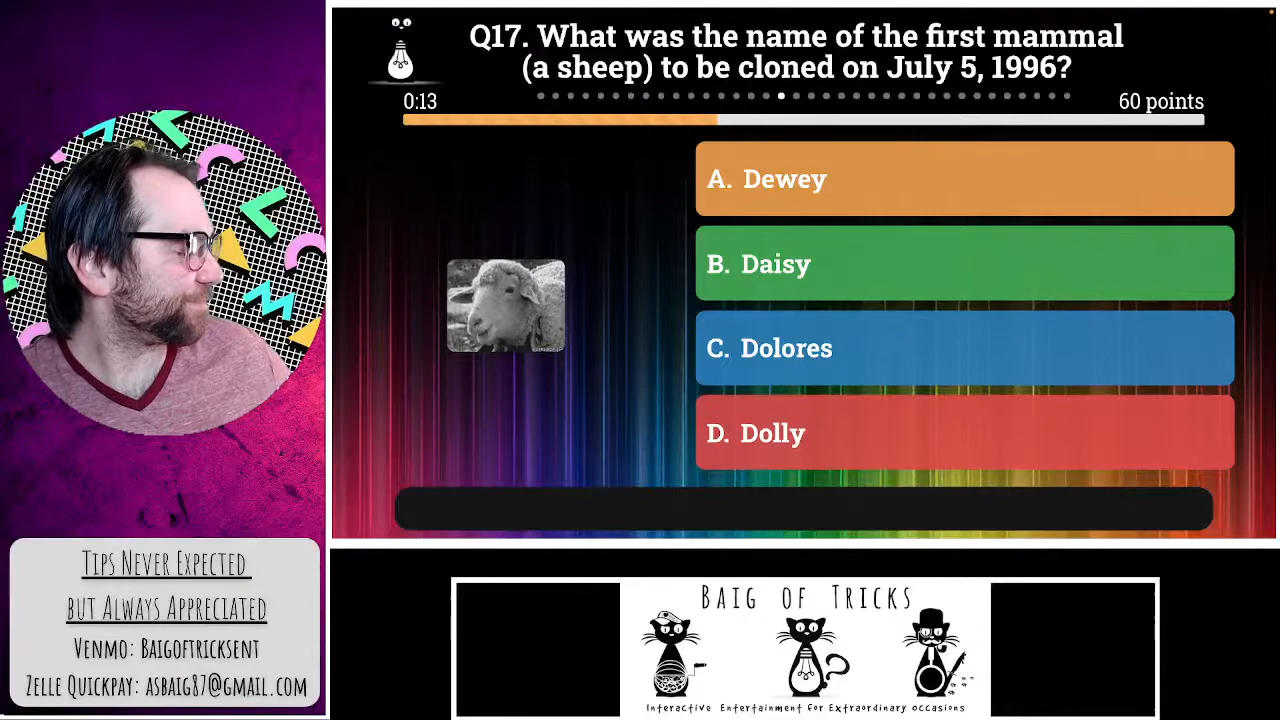 Q17. What was the name of the first mammal
(a sheep) to be cloned on July 5, 1996?
0:13
60 points
A. Dewey
B. Daisy
C. Dolores
D. Dolly
Tips Never Expected
but Always Appreciated
Venmo: Baigoftricksent
Zelle Quickpay: asbaig87@gmail.com
Baig of Tricks
Interactive Entertainment for Extraordinary Occasions